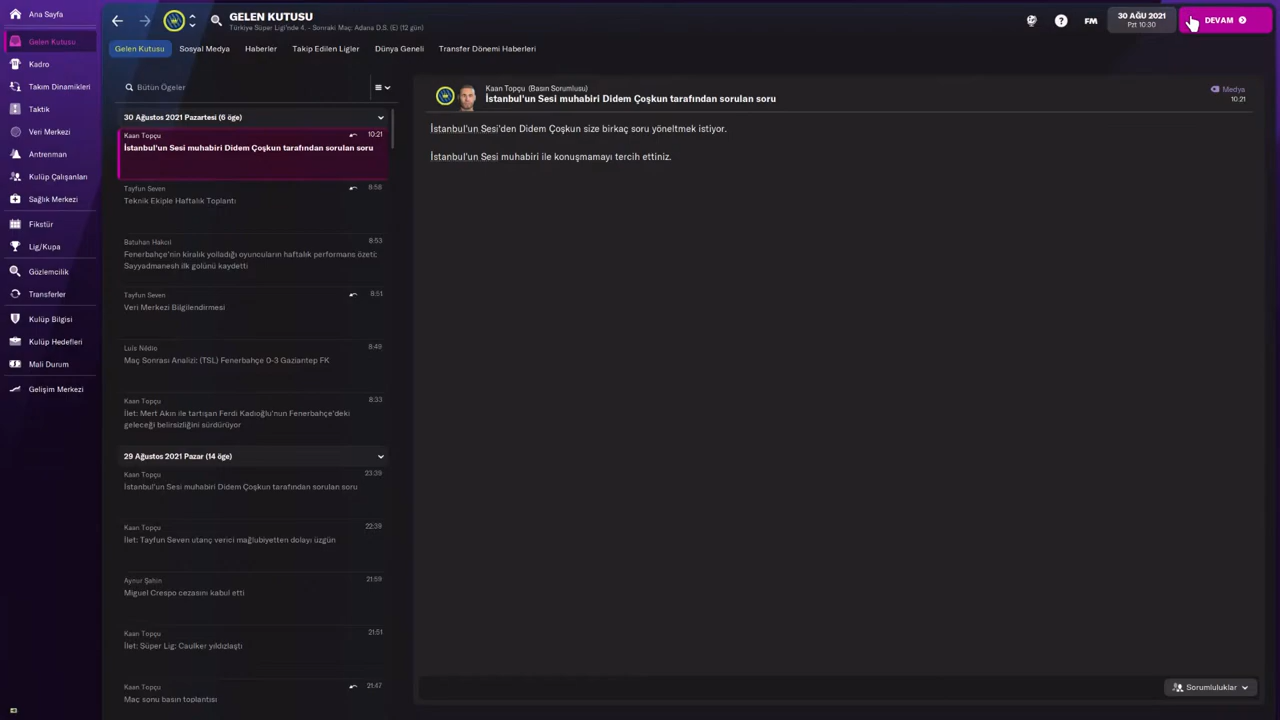 Ana Sayfa
Gelen Kutusu
Kadro
Takım Dinamikleri
Taktik
Veri Merkezi
Antrenman
Kulüp Çalışanları
Sağlık Merkezi
Fikstür
Lig/Kupa
Gözlemcilik
Transferler
Kulüp Bilgisi
Kulüp Hedefleri
Mali Durum
Gelişim Merkezi
GELEN KUTUSU
Türkiye Süper Ligi'nde 4. - Sonraki Maç: Adana D.S. (E) (12 gün)
FM
30 AĞU 2021
Pzt 10:30
DEVAM
Gelen Kutusu Sosyal Medya Haberler Takip Edilen Ligler Dünya Geneli Transfer Dönemi Haberleri
Bütün Ögeler
30 Ağustos 2021 Pazartesi (6 öge)
Kaan Topçu 10:21
İstanbul'un Sesi muhabiri Didem Çoşkun tarafından sorulan soru
Tayfun Seven 8:58
Teknik Ekiple Haftalık Toplantı
Batuhan Hakcıl 8:53
Fenerbahçe'nin kiralık yolladığı oyuncuların haftalık performans özeti;
Sayyadmanesh ilk golünü kaydetti
Tayfun Seven 8:51
Veri Merkezi Bilgilendirmesi
Luís Nédio 8:49
Maç Sonrası Analizi: (TSL) Fenerbahçe 0-3 Gaziantep FK
Kaan Topçu 8:33
İlet: Mert Akın ile tartışan Ferdi Kadıoğlu'nun Fenerbahçe'deki
geleceği belirsizliğini sürdürüyor
29 Ağustos 2021 Pazar (14 öge)
Kaan Topçu 23:39
İstanbul'un Sesi muhabiri Didem Çoşkun tarafından sorulan soru
Kaan Topçu 22:39
İlet: Tayfun Seven utanç verici mağlubiyetten dolayı üzgün
Aynur Şahin 21:59
Miguel Crespo cezasını kabul etti
Kaan Topçu 21:51
İlet: Süper Lig: Caulker yıldızlaştı
Kaan Topçu 21:47
Maç sonu basın toplantısı
Kaan Topçu (Basın Sorumlusu)
İstanbul'un Sesi muhabiri Didem Çoşkun tarafından sorulan soru
Medya
10:21
İstanbul'un Sesi'den Didem Çoşkun size birkaç soru yöneltmek istiyor.
İstanbul'un Sesi muhabiri ile konuşmamayı tercih ettiniz.
Sorumluluklar